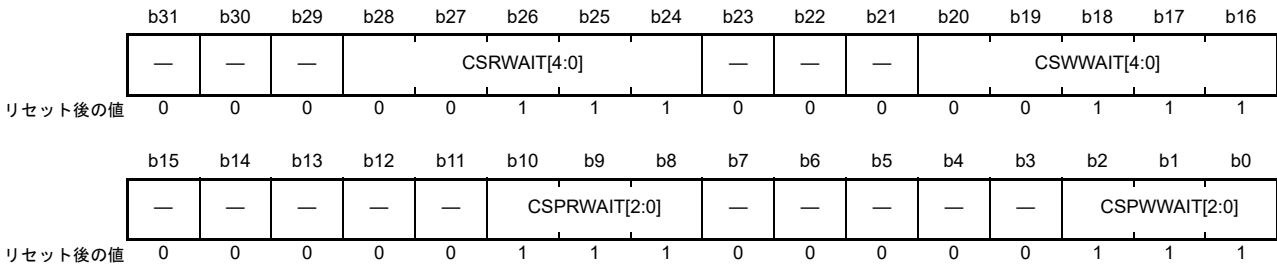 b31 b30 b29 b28 b27 b26 b25 b24 b23 b22 b21 b20 b19 b18 b17 b16
— — — CSRWAIT[4:0] — — — CSWWAIT[4:0]
リセット後の値 0 0 0 0 0 1 1 1 0 0 0 0 0 1 1 1
b15 b14 b13 b12 b11 b10 b9 b8 b7 b6 b5 b4 b3 b2 b1 b0
— — — — — CSPRWAIT[2:0] — — — — — CSPWWAIT[2:0]
リセット後の値 0 0 0 0 0 1 1 1 0 0 0 0 0 1 1 1